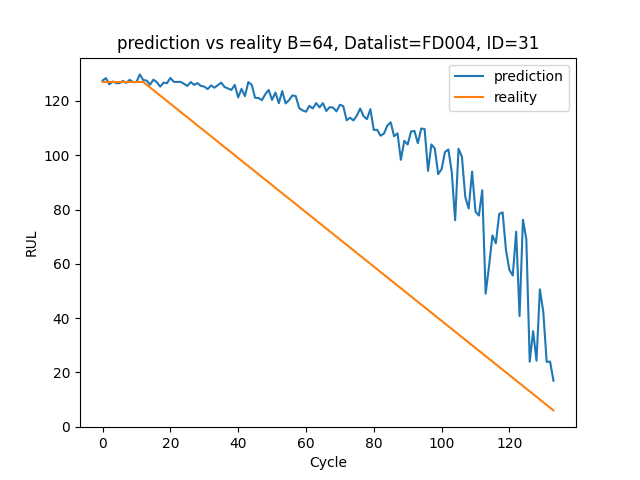 prediction vs reality B=64, Datalist=FD004, ID=31
prediction
reality
RUL
120
100
80
60
40
20
0
0 20 40 60 80 100 120
Cycle